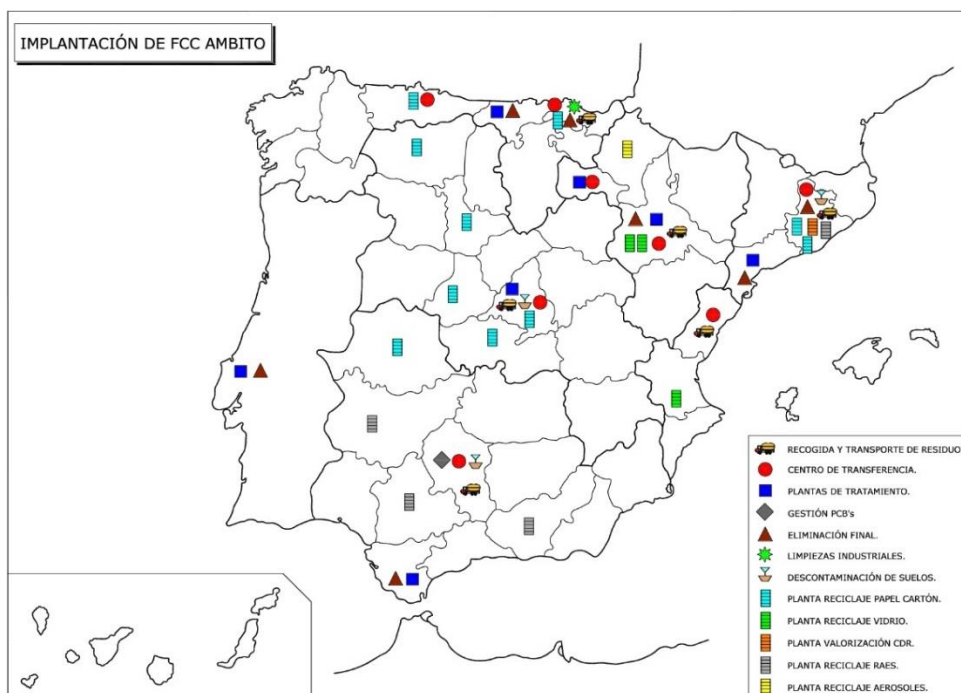 IMPLANTACIÓN DE FCC AMBITO
RECOGIDA Y TRANSPORTE DE RESIDUO
CENTRO DE TRANSFERENCIA.
PLANTAS DE TRATAMIENTO.
GESTIÓN PCB's
ELIMINACIÓN FINAL.
LIMPIEZAS INDUSTRIALES.
DESCONTAMINACIÓN DE SUELOS.
PLANTA RECICLAJE PAPEL CARTÓN.
PLANTA RECICLAJE VIDRIO.
PLANTA VALORIZACIÓN CDR.
PLANTA RECICLAJE RAES.
PLANTA RECICLAJE AEROSOLES.